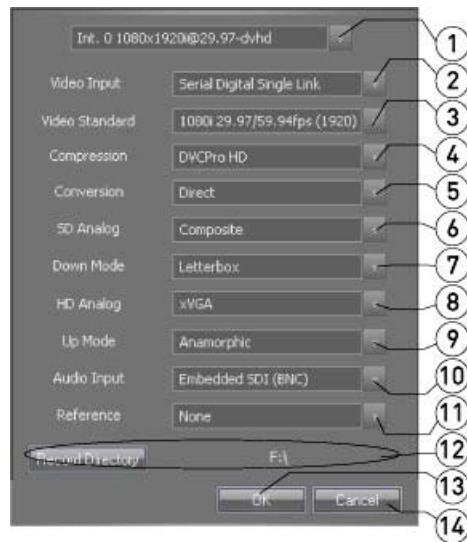 Int. 0 1080x1920i@29.97-dvhd
1
Video Input Serial Digital Single Link
2
Video Standard 1080i 29.97/59.94fps (1920)
3
Compression DVCPro HD
4
Conversion Direct
5
SD Analog Composite
6
Down Mode Letterbox
7
HD Analog xVGA
8
Up Mode Anamorphic
9
Audio Input Embedded SDI (BNC)
10
Reference None
11
Record Directory F:\
12
OK Cancel
13
14